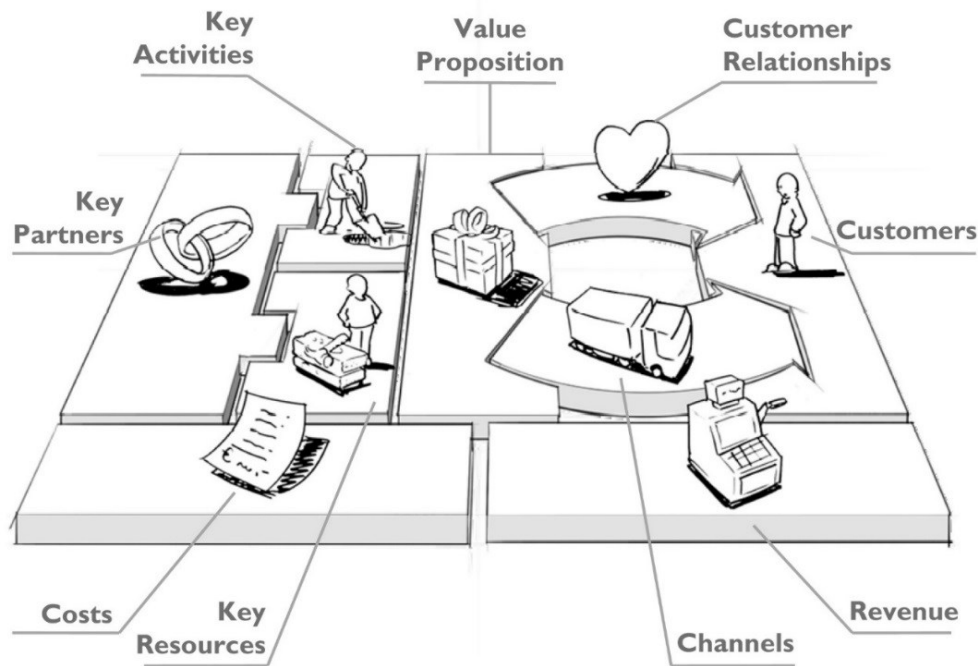 Key
Activities
Value
Proposition
Customer
Relationships
Key
Partners
Customers
Costs
Key
Resources
Channels
Revenue